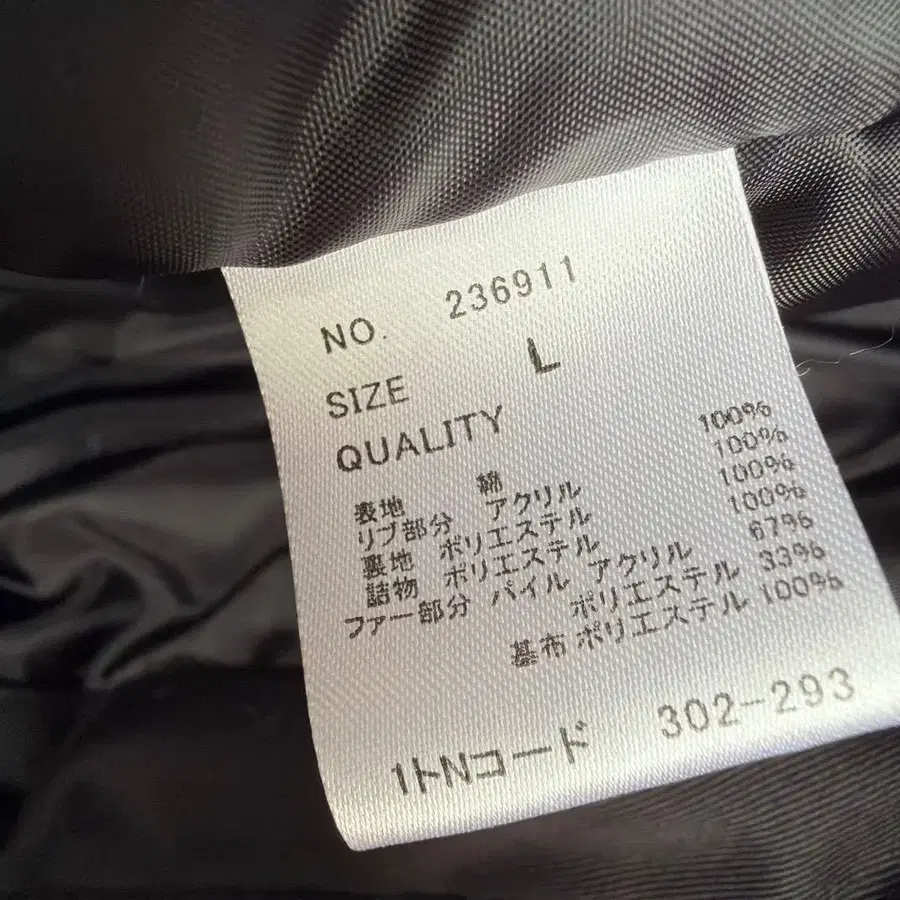 NO. 236911
SIZE L
QUALITY
表地 綿 100%
リブ部分 アクリル 100%
裏地 ポリエステル 100%
詰物 ポリエステル 100%
ファー部分 パイル アクリル 67%
ポリエステル 33%
基布 ポリエステル 100%
1トNコード 302-293